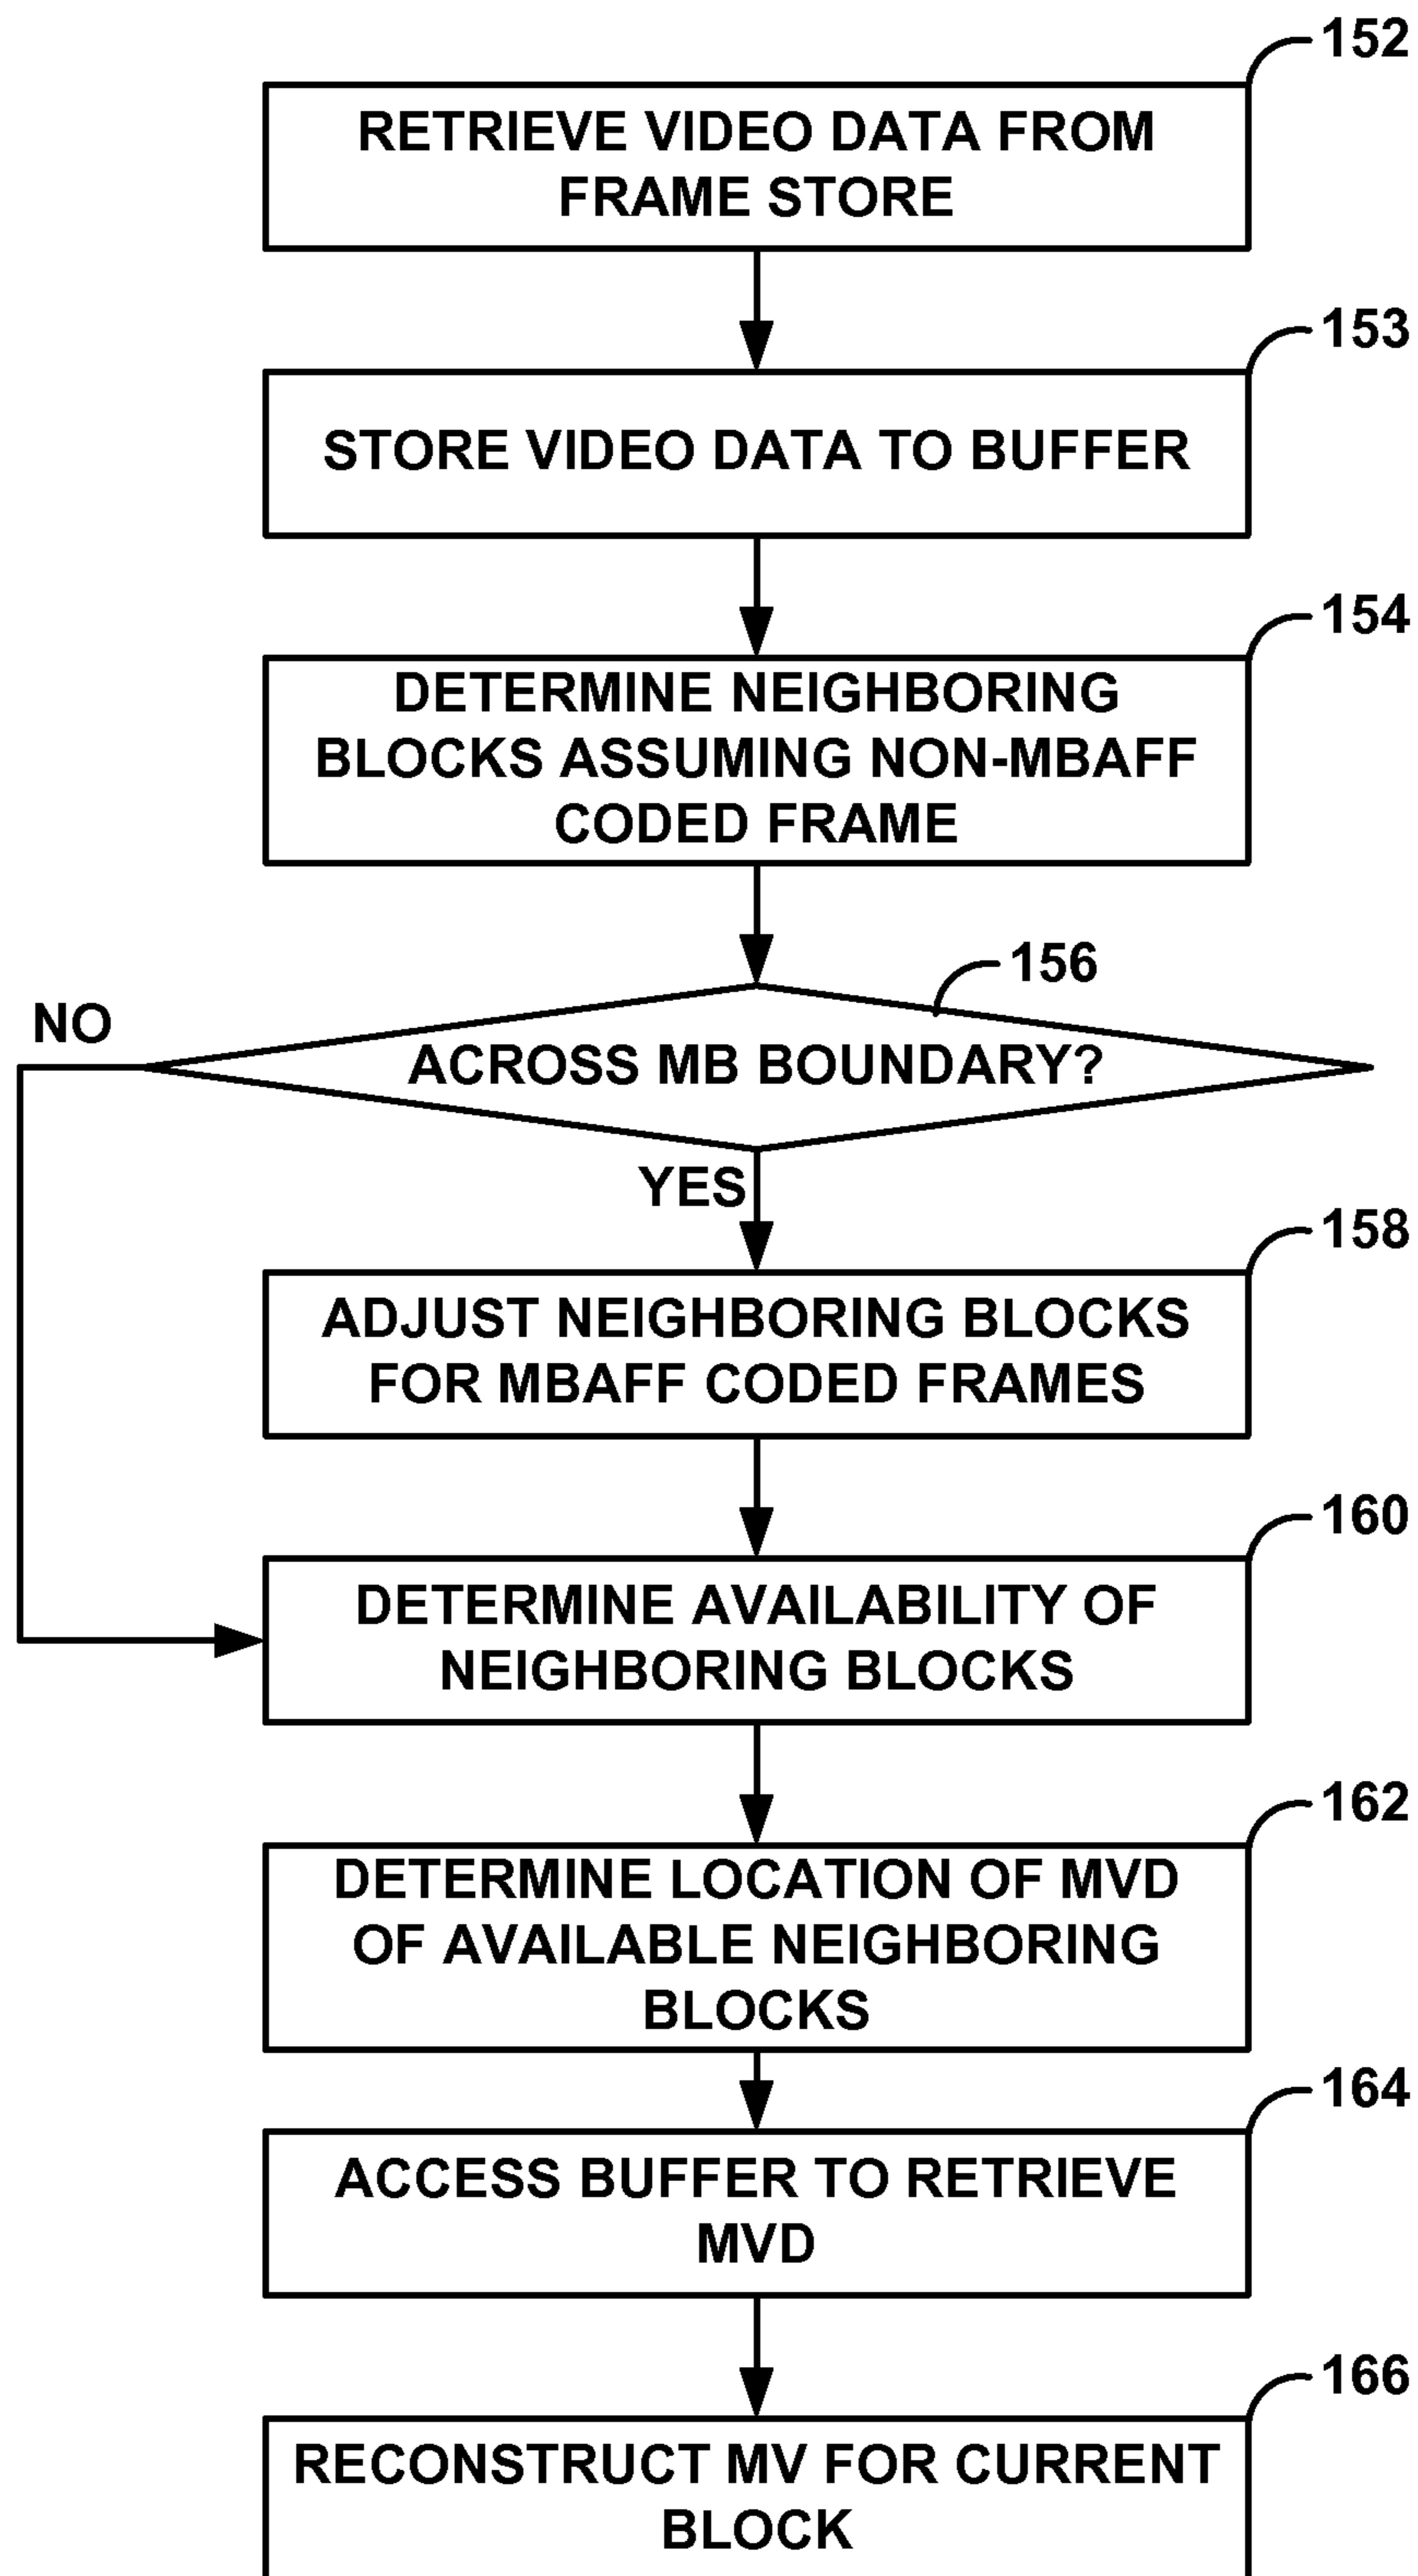 152
RETRIEVE VIDEO DATA FROM
FRAME STORE
153
STORE VIDEO DATA TO BUFFER
154
DETERMINE NEIGHBORING
BLOCKS ASSUMING NON-MBAFF
CODED FRAME
156
NO
ACROSS MB BOUNDARY?
YES
158
ADJUST NEIGHBORING BLOCKS
FOR MBAFF CODED FRAMES
160
DETERMINE AVAILABILITY OF
NEIGHBORING BLOCKS
162
DETERMINE LOCATION OF MVD
OF AVAILABLE NEIGHBORING
BLOCKS
164
ACCESS BUFFER TO RETRIEVE
MVD
166
RECONSTRUCT MV FOR CURRENT
BLOCK